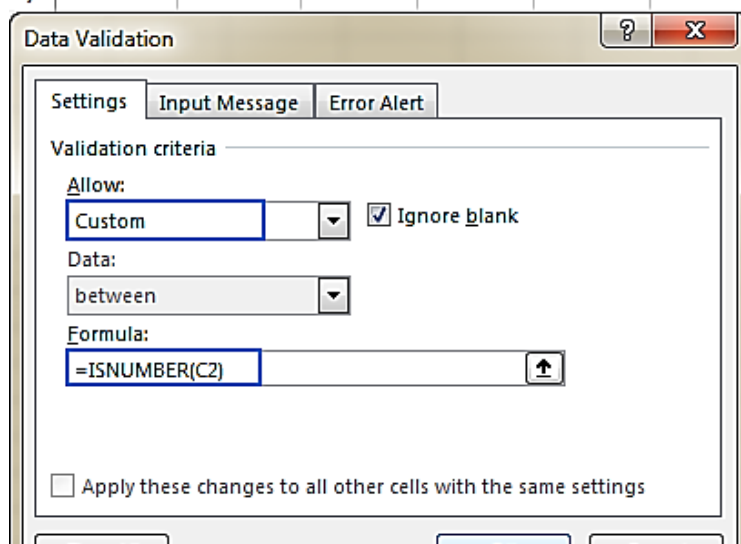 Data Validation
Settings Input Message Error Alert
Validation criteria
Allow:
Custom Ignore blank
Data:
between
Formula:
=ISNUMBER(C2)
Apply these changes to all other cells with the same settings